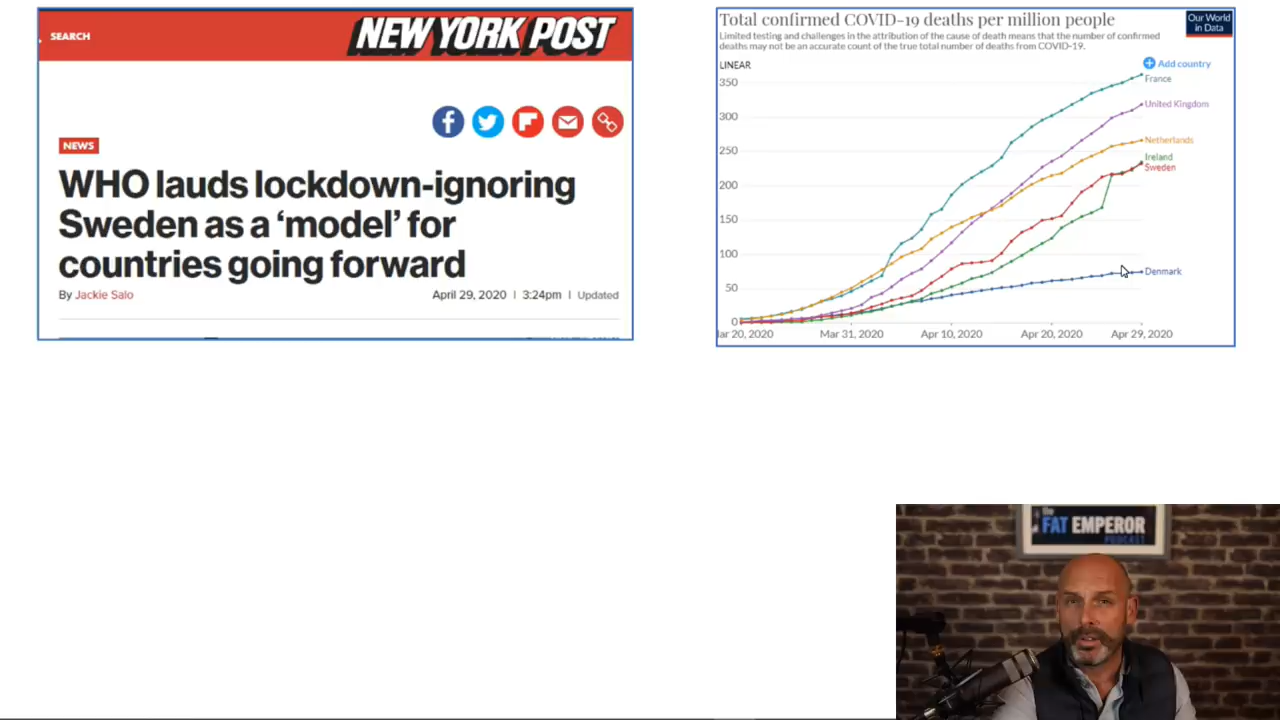 SEARCH
NEW YORK POST
NEWS
WHO lauds lockdown-ignoring
Sweden as a ‘model’ for
countries going forward
By Jackie Salo
April 29, 2020 | 3:24pm | Updated
Total confirmed COVID-19 deaths per million people
Limited testing and challenges in the attribution of the cause of death means that the number of confirmed
deaths may not be an accurate count of the true total number of deaths from COVID-19.
Our World
in Data
LINEAR
Add country
350
300
250
200
150
100
50
0
France
United Kingdom
Netherlands
Ireland
Sweden
Denmark
ar 20, 2020
Mar 31, 2020
Apr 10, 2020
Apr 20, 2020
Apr 29, 2020
the
FAT EMPEROR
PODCAST